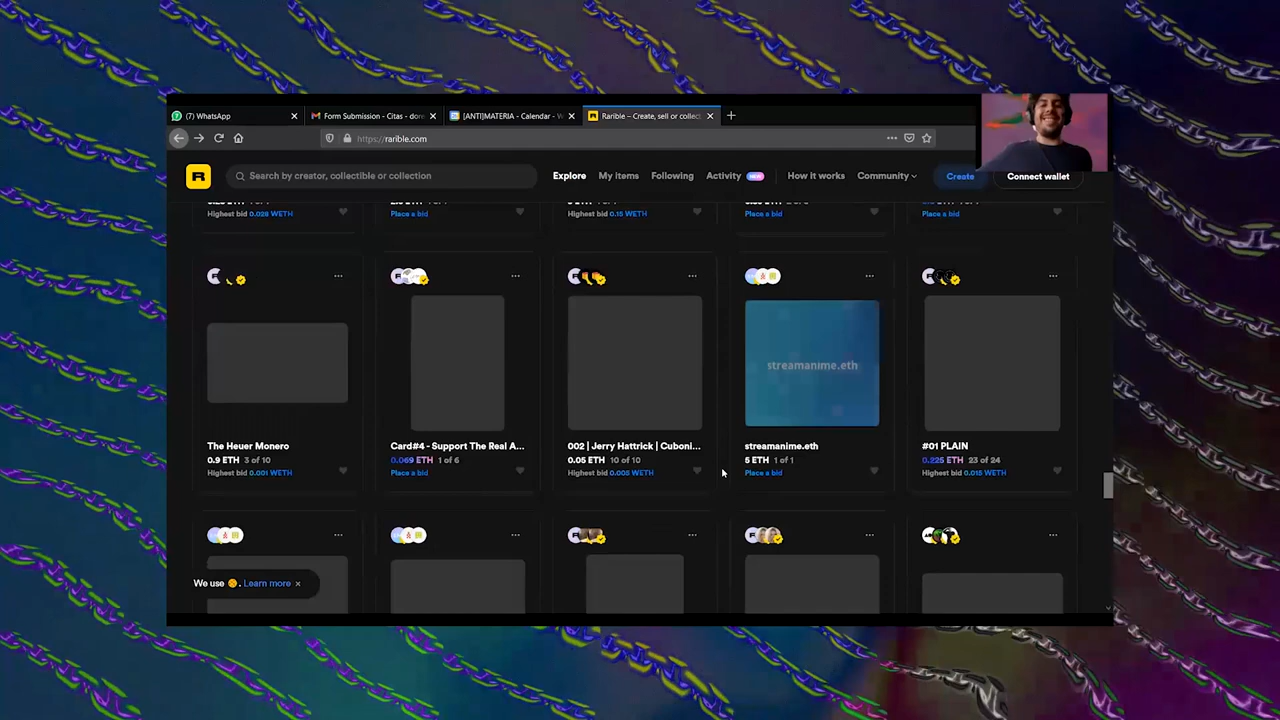 (7) WhatsApp
Form Submission - Citas - dore
[ANTI]MATERIA - Calendar - W
Rarible – Create, sell or collec
https://rarible.com
R
Search by creator, collectible or collection
Explore
My items
Following
Activity NEW
How it works
Community
Create
Connect wallet
Highest bid 0.028 WETH
Place a bid
Highest bid 0.15 WETH
Place a bid
Place a bid
streamanime.eth
The Heuer Monero
0.9 ETH 3 of 10
Highest bid 0.001 WETH
Card#4 - Support The Real A...
0.069 ETH 1 of 6
Place a bid
002 | Jerry Hattrick | Cuboni...
0.05 ETH 10 of 10
Highest bid 0.005 WETH
streamanime.eth
5 ETH 1 of 1
Place a bid
#01 PLAIN
0.225 ETH 23 of 24
Highest bid 0.015 WETH
We use 🍪. Learn more ×